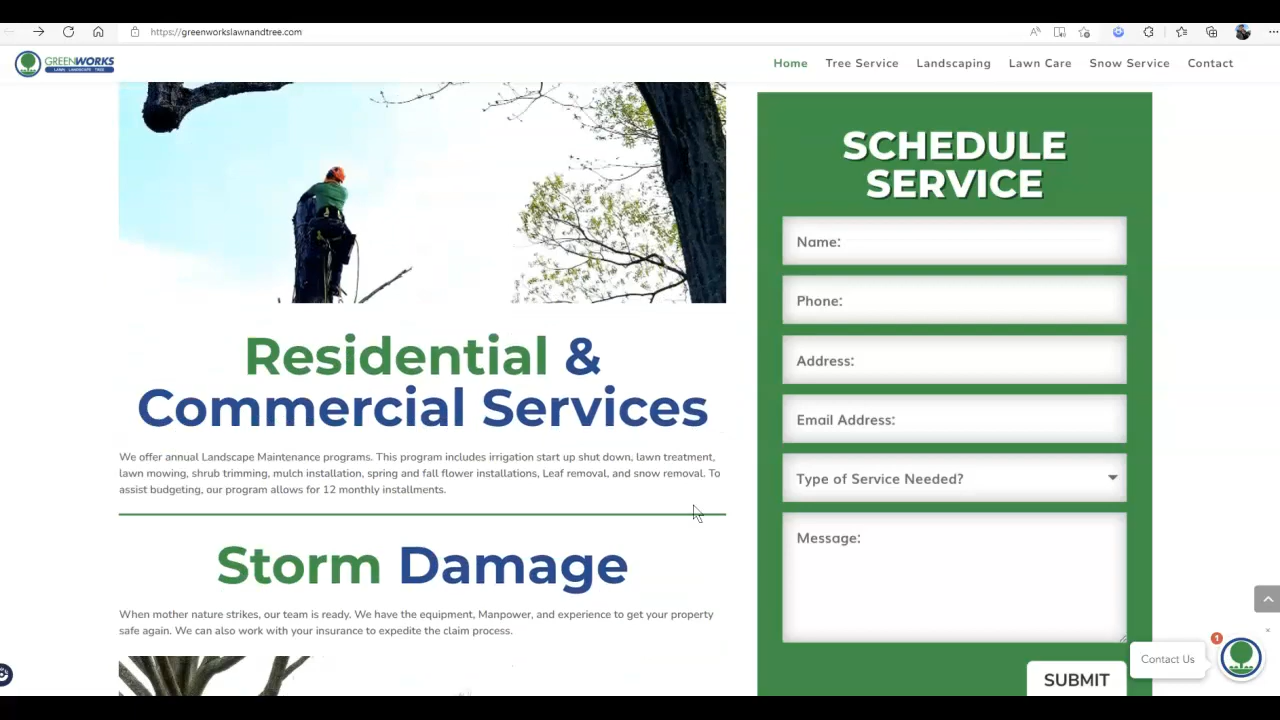 https://greenworkslawnandtree.com
GREENWORKS
LAWN LANDSCAPE TREE
Home Tree Service Landscaping Lawn Care Snow Service Contact
Residential &
Commercial Services
We offer annual Landscape Maintenance programs. This program includes irrigation start up shut down, lawn treatment,
lawn mowing, shrub trimming, mulch installation, spring and fall flower installations, Leaf removal, and snow removal. To
assist budgeting, our program allows for 12 monthly installments.
Storm Damage
When mother nature strikes, our team is ready. We have the equipment, Manpower, and experience to get your property
safe again. We can also work with your insurance to expedite the claim process.
SCHEDULE
SERVICE
Name:
Phone:
Address:
Email Address:
Type of Service Needed?
Message:
SUBMIT
Contact Us
1